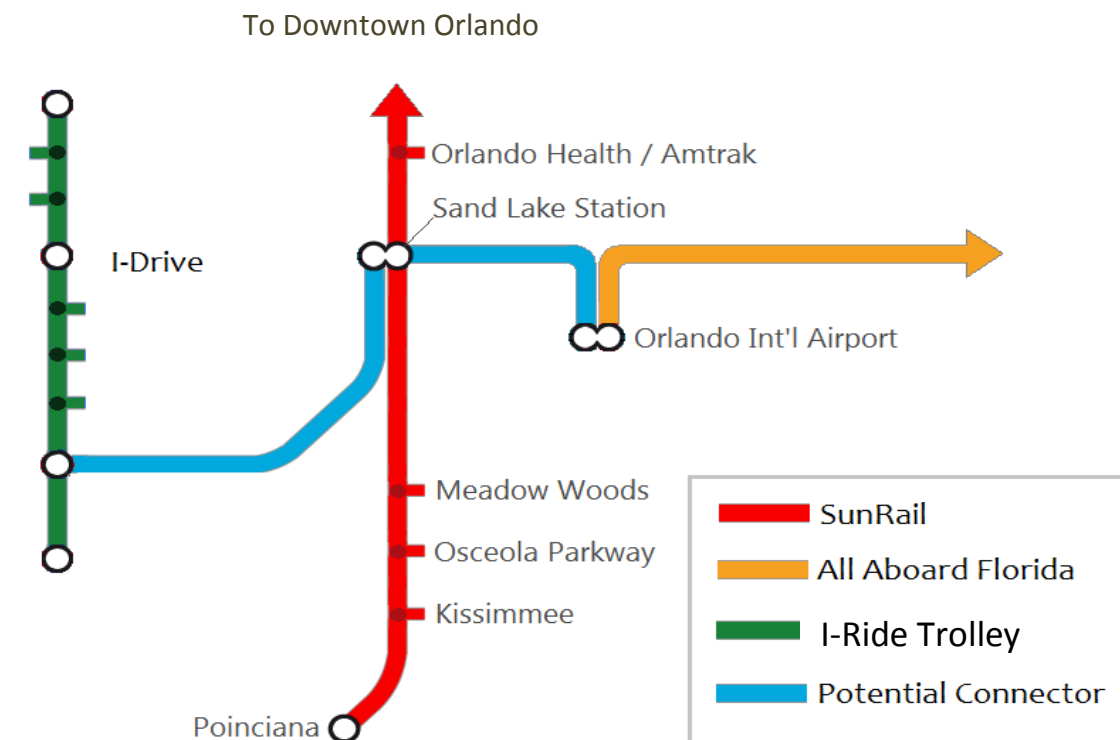 To Downtown Orlando
Orlando Health / Amtrak
Sand Lake Station
I-Drive
Orlando Int'l Airport
Meadow Woods
Osceola Parkway
Kissimmee
Poinciana
SunRail
All Aboard Florida
I-Ride Trolley
Potential Connector